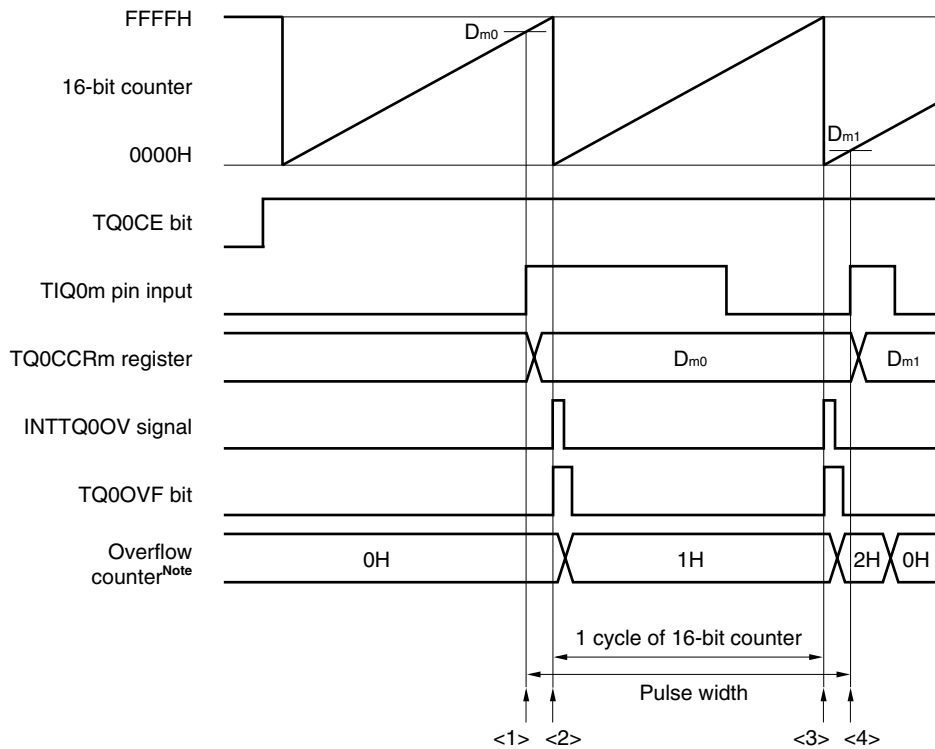 FFFFH
Dm0
16-bit counter
0000H
Dm1
TQ0CE bit
TIQ0m pin input
TQ0CCRm register
Dm0
Dm1
INTTQ0OV signal
TQ0OVF bit
Overflow
counterNote
0H
1H
2H
0H
1 cycle of 16-bit counter
Pulse width
<1> <2> <3> <4>